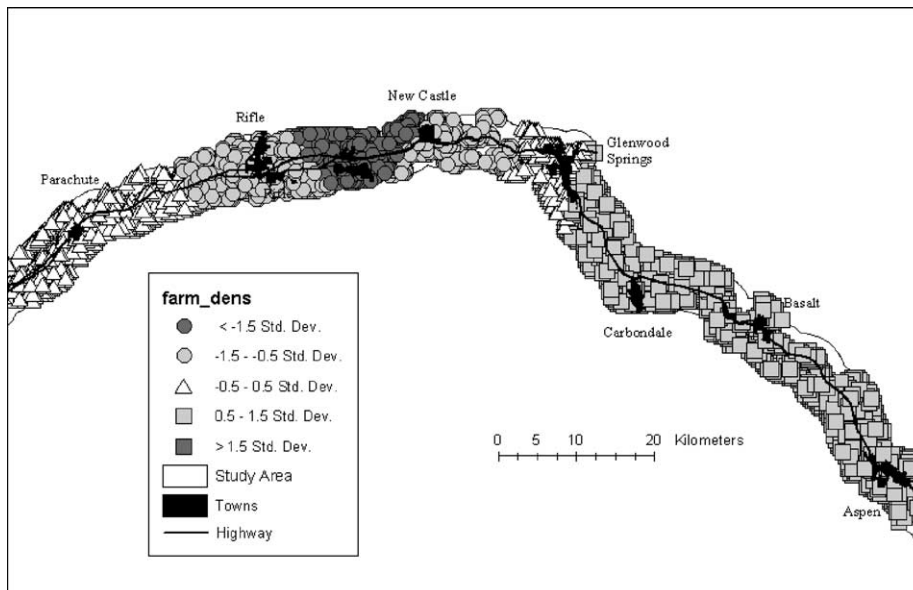 New Castle
Rifle
Glenwood
Springs
Parachute
Basalt
Carbondale
Aspen
farm_dens
< -1.5 Std. Dev.
-1.5 - -0.5 Std. Dev.
-0.5 - 0.5 Std. Dev.
0.5 - 1.5 Std. Dev.
> 1.5 Std. Dev.
Study Area
Towns
Highway
0 5 10 20 Kilometers